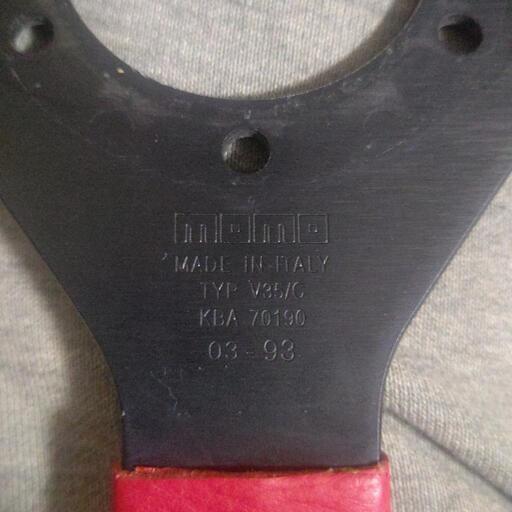 momo
MADE IN ITALY
TYP V35/C
KBA 70190
03-93